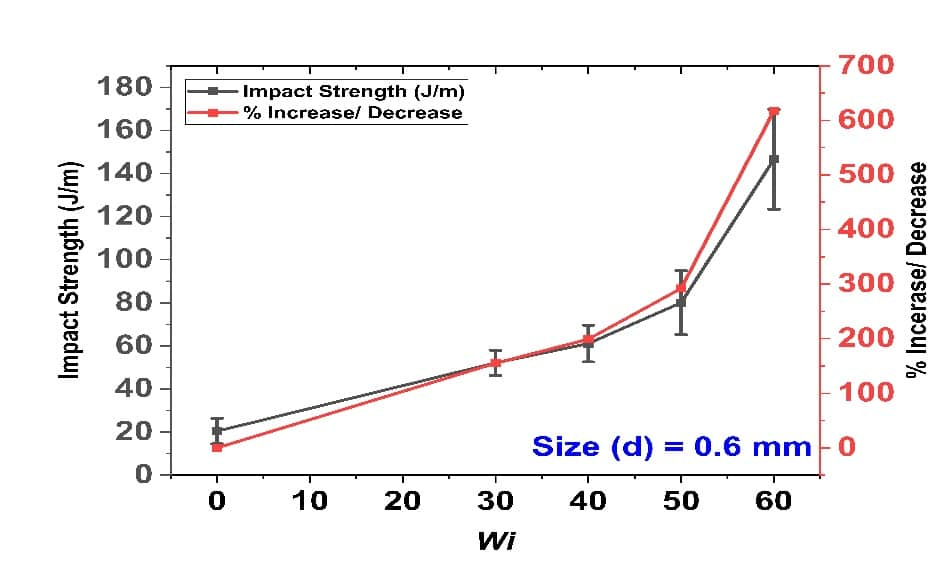 Impact Strength (J/m)
% Increase/ Decrease
180
160
140
120
100
80
60
40
20
0
Impact Strength (J/m)
700
600
500
400
300
200
100
0
% Incerase/ Decrease
Size (d) = 0.6 mm
0 10 20 30 40 50 60
Wi